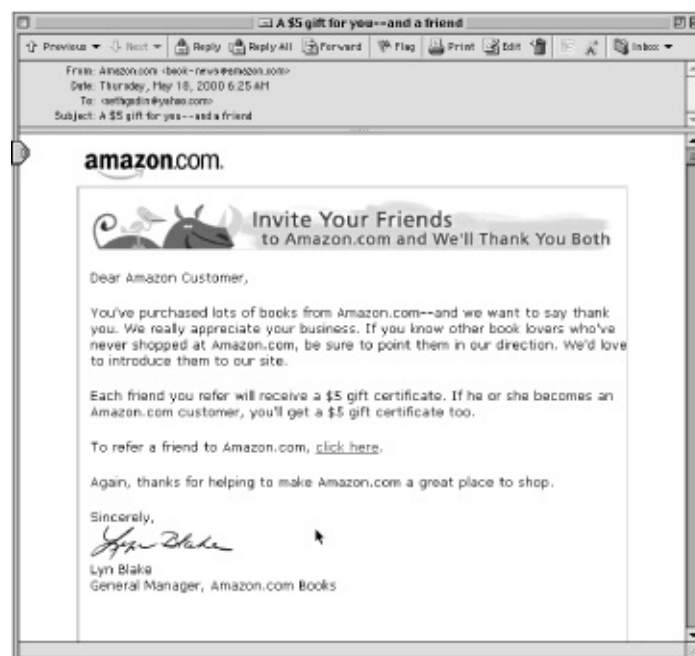 A $5 gift for you--and a friend
Previous Next Reply Reply All Forward Flag Print Edit Inbox
From: Amazon.com <book-news@amazon.com>
Date: Thursday, May 18, 2000 6:25 AM
To: <sethgodin@yahoo.com>
Subject: A $5 gift for you--and a friend
amazon.com.
Invite Your Friends
to Amazon.com and We'll Thank You Both
Dear Amazon Customer,
You've purchased lots of books from Amazon.com--and we want to say thank
you. We really appreciate your business. If you know other book lovers who've
never shopped at Amazon.com, be sure to point them in our direction. We'd love
to introduce them to our site.
Each friend you refer will receive a $5 gift certificate. If he or she becomes an
Amazon.com customer, you'll get a $5 gift certificate too.
To refer a friend to Amazon.com, click here.
Again, thanks for helping to make Amazon.com a great place to shop.
Sincerely,
Lyn Blake
Lyn Blake
General Manager, Amazon.com Books